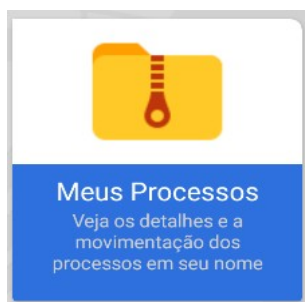 Meus Processos
Veja os detalhes e a
movimentação dos
processos em seu nome